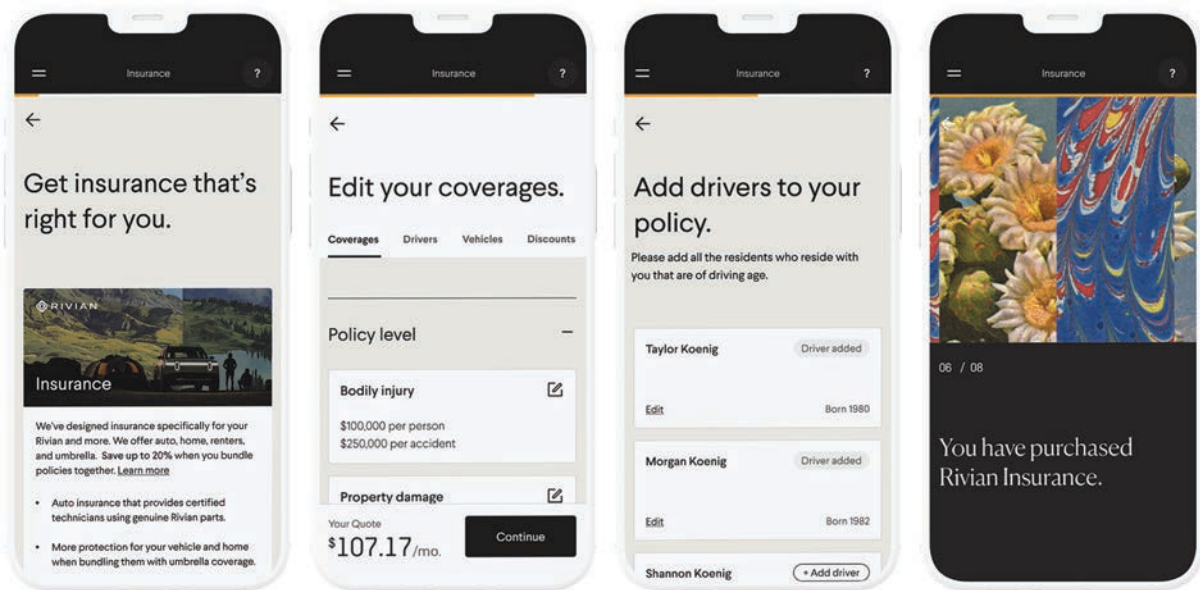 Insurance
?
Get insurance that's
right for you.
RIVIAN
Insurance
We've designed insurance specifically for your
Rivian and more. We offer auto, home, renters,
and umbrella. Save up to 20% when you bundle
policies together. Learn more
• Auto insurance that provides certified
technicians using genuine Rivian parts.
• More protection for your vehicle and home
when bundling them with umbrella coverage.
Insurance
?
Edit your coverages.
Coverages Drivers Vehicles Discounts
Policy level
Bodily injury
$100,000 per person
$250,000 per accident
Property damage
Your Quote
$107.17/mo.
Continue
Insurance
?
Add drivers to your
policy.
Please add all the residents who reside with
you that are of driving age.
Taylor Koenig Driver added
Edit Born 1980
Morgan Koenig Driver added
Edit Born 1982
Shannon Koenig + Add driver
Insurance
?
06 / 08
You have purchased
Rivian Insurance.